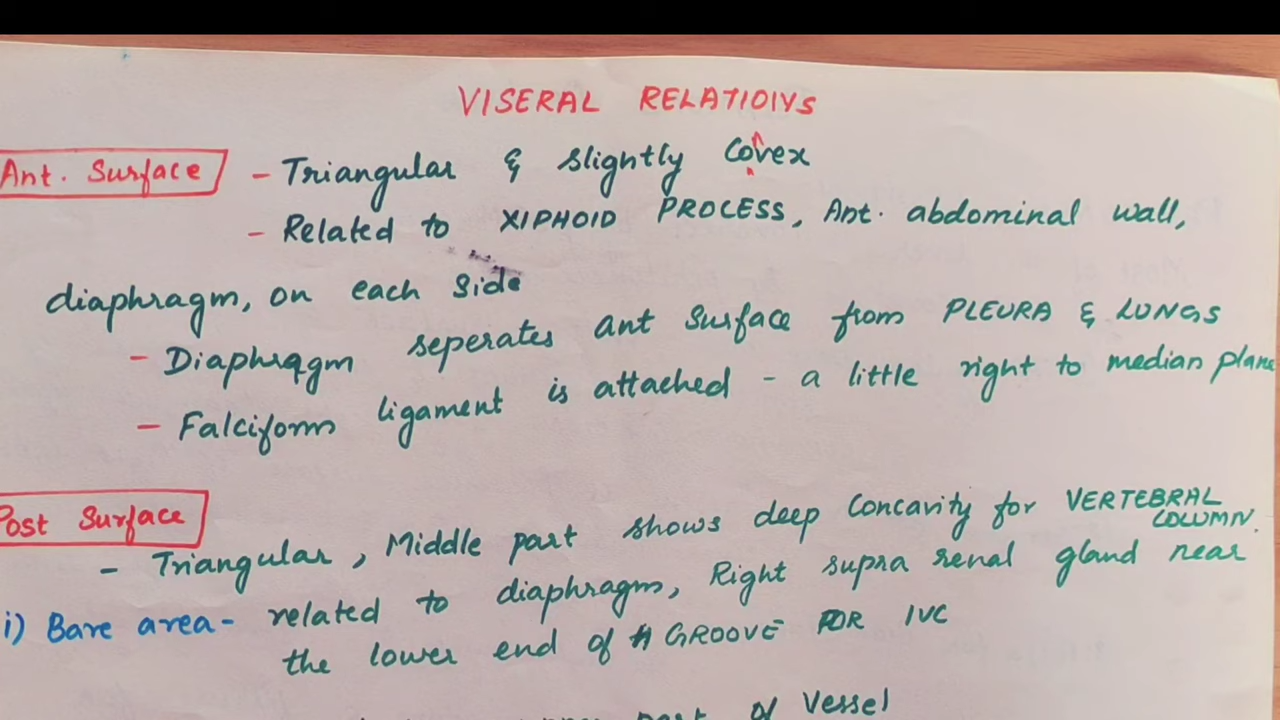 VISERAL RELATIOIVS
Ant. Surface - Triangular & slightly Covex
- Related to XIPHOID PROCESS, Ant. abdominal wall,
diaphragm, on each side
- Diaphragm seperates ant surface from PLEURA & LUNGS
- Falciform ligament is attached - a little right to median plane
Post Surface
- Triangular, Middle part shows deep concavity for VERTEBRAL
COLUMN.
i) Bare area - related to diaphragm, Right supra renal gland near
the lower end of GROOVE FOR IVC
part of Vessel